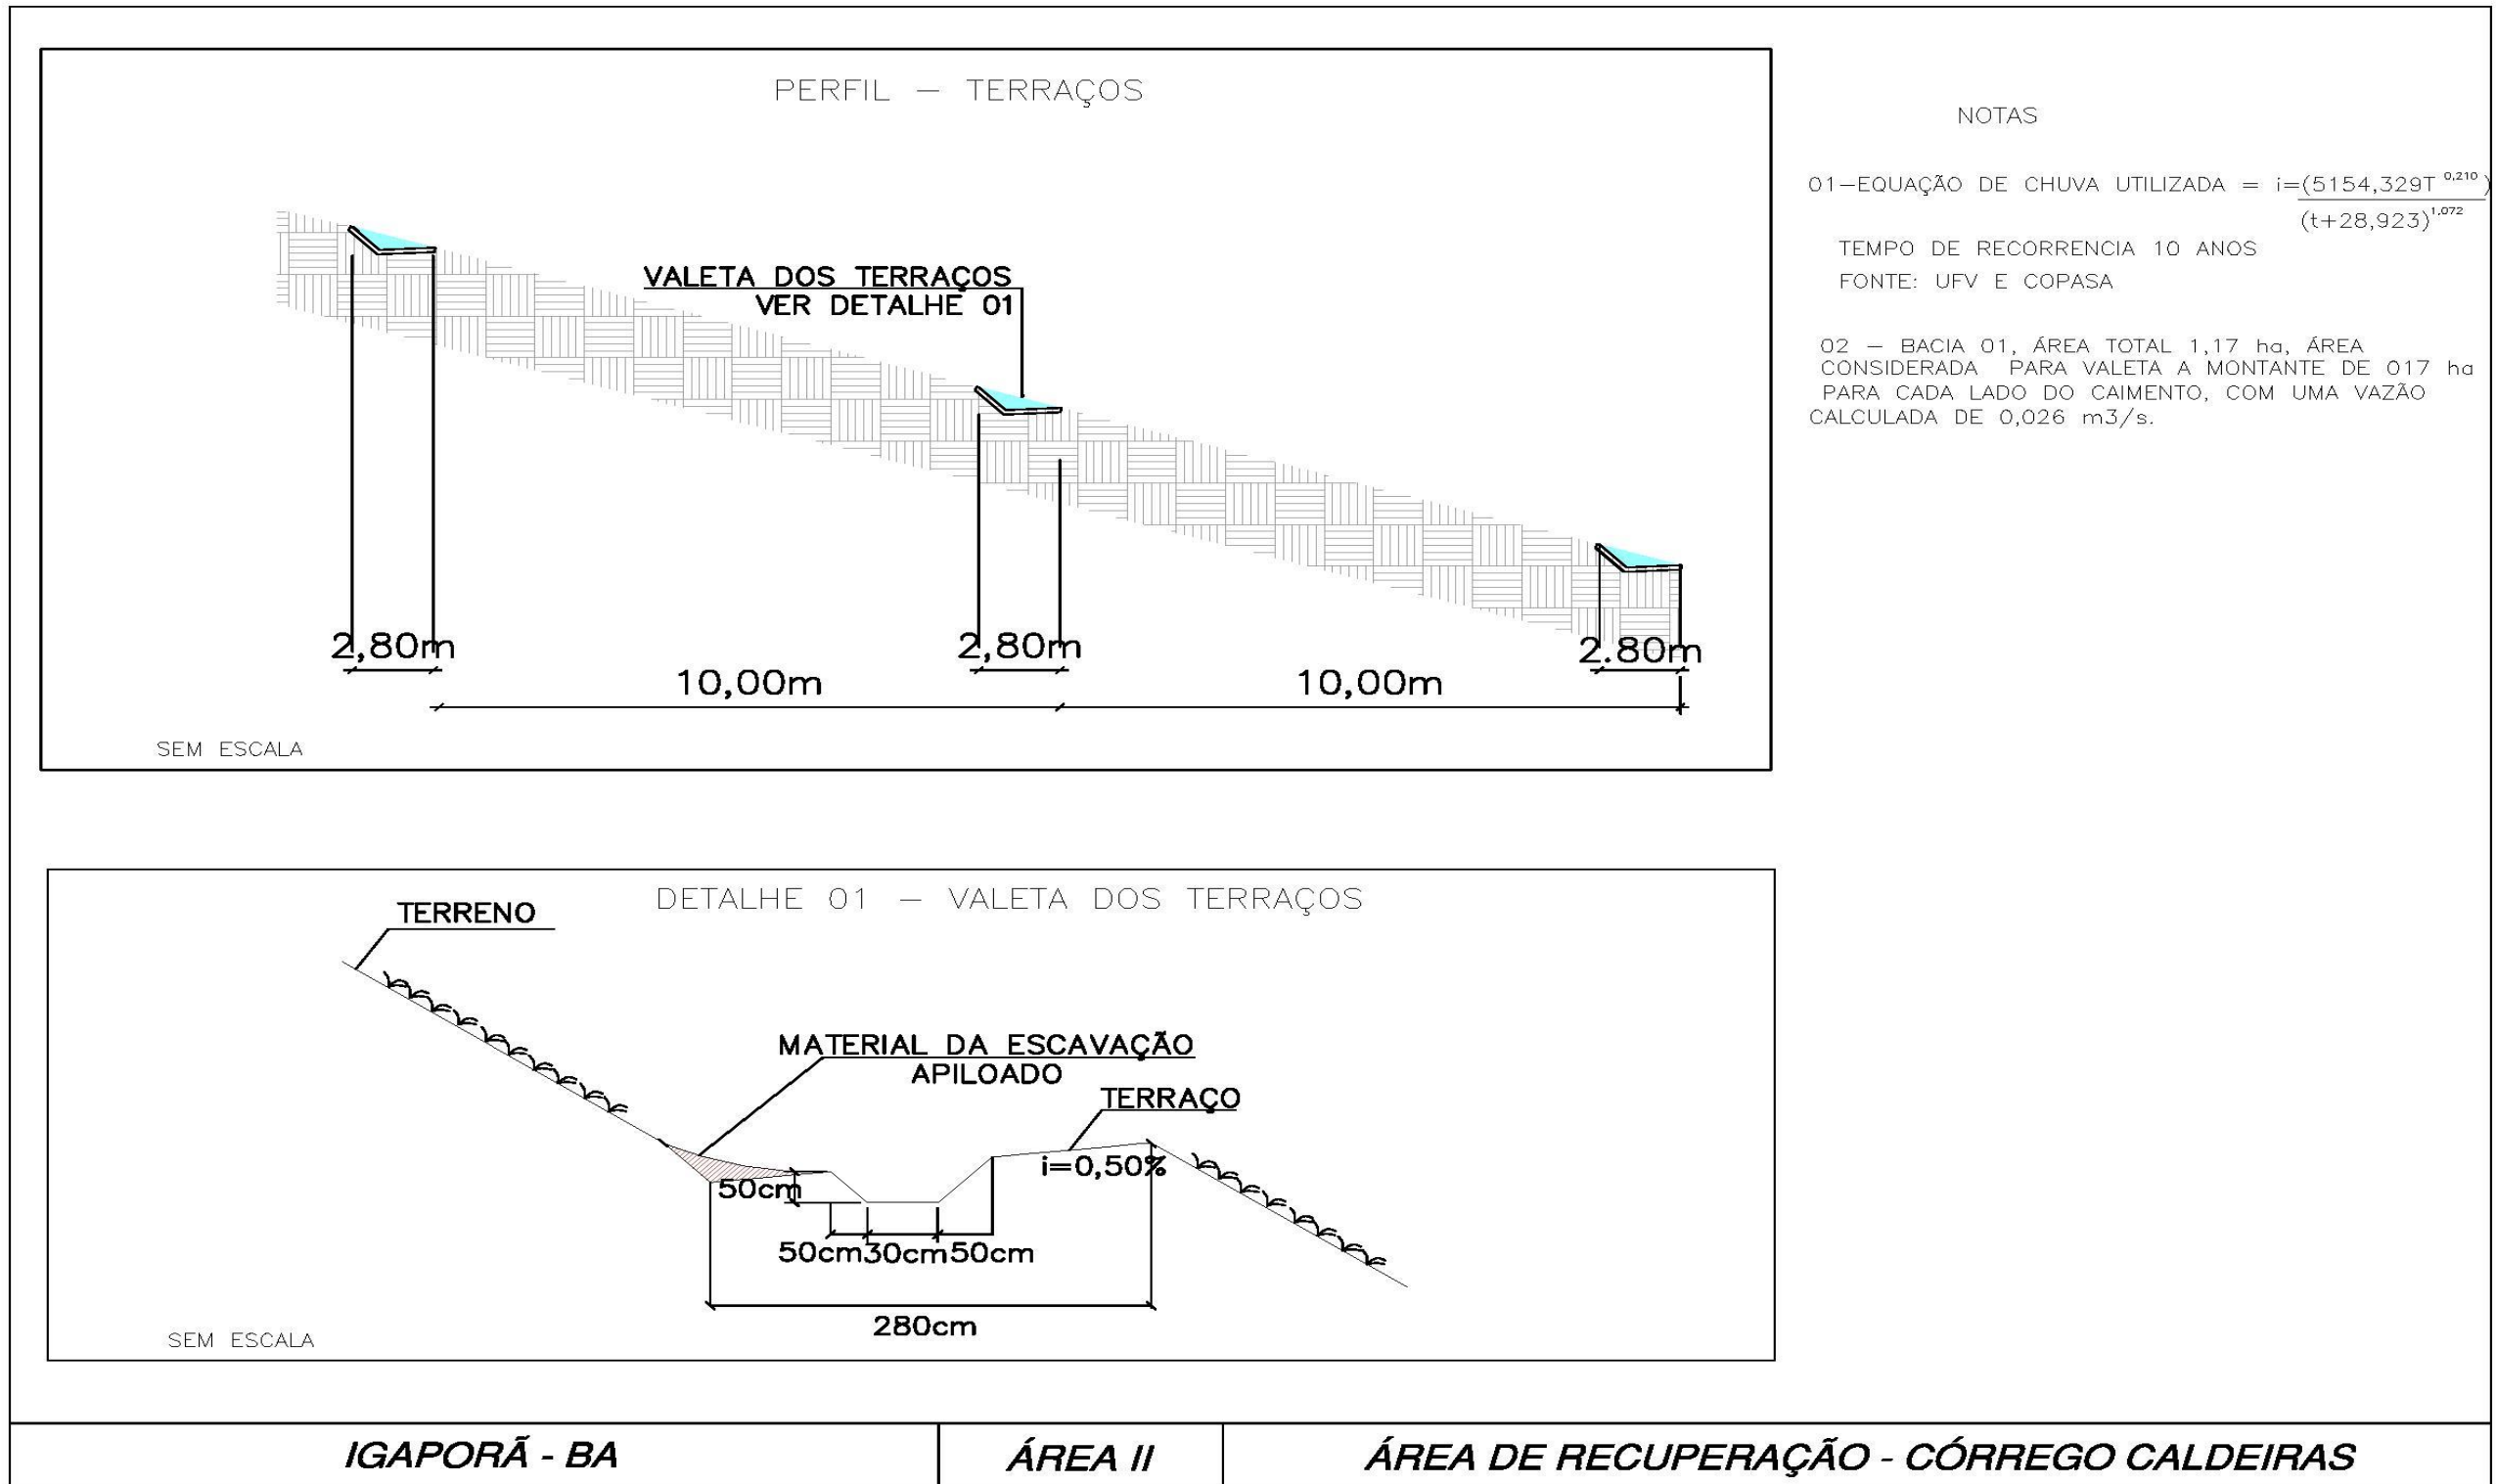 PERFIL — TERRAÇOS
VALETA DOS TERRAÇOS
VER DETALHE 01
2,80m
2,80m
2.80m
10,00m
10,00m
SEM ESCALA
NOTAS
01-EQUAÇÃO DE CHUVA UTILIZADA = i=(5154,329T^0,210)
(t+28,923)^1,072
TEMPO DE RECORRENCIA 10 ANOS
FONTE: UFV E COPASA
02 — BACIA 01, ÁREA TOTAL 1,17 ha, ÁREA
CONSIDERADA PARA VALETA A MONTANTE DE 017 ha
PARA CADA LADO DO CAIMENTO, COM UMA VAZÃO
CALCULADA DE 0,026 m3/s.
DETALHE 01 — VALETA DOS TERRAÇOS
TERRENO
MATERIAL DA ESCAVAÇÃO
APILOADO
TERRAÇO
i=0,50%
50cm
50cm 30cm 50cm
280cm
SEM ESCALA
IGAPORÃ - BA
ÁREA II
ÁREA DE RECUPERAÇÃO - CÓRREGO CALDEIRAS